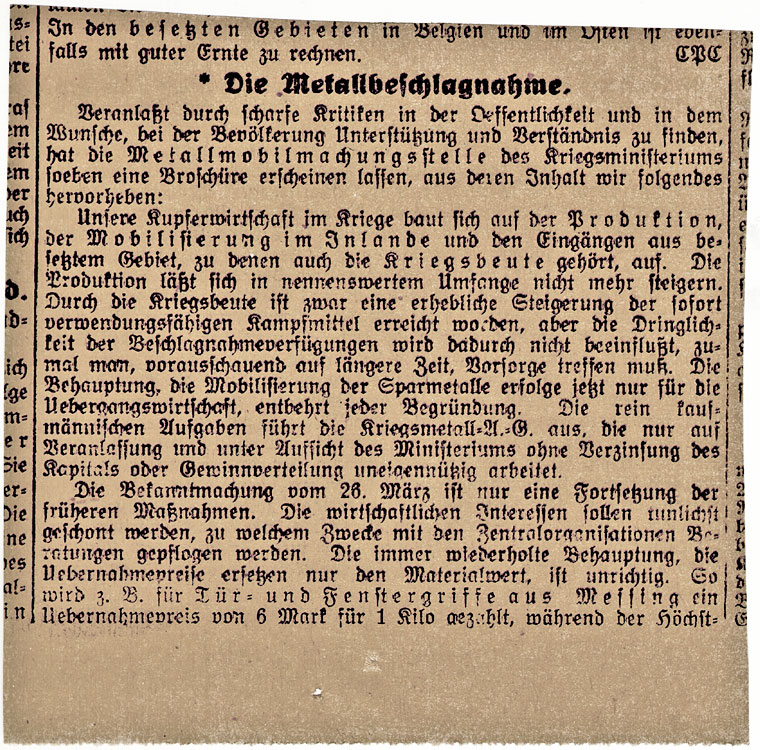 In den besetzten Gebieten in Belgien und im Osten ist eben-
falls mit guter Ernte zu rechnen. CPC
* Die Metallbeschlagnahme.
Veranlaßt durch scharfe Kritiken in der Oeffentlichkeit und in dem
Wunsche, bei der Bevölkerung Unterstützung und Verständnis zu finden,
hat die Metallmobilmachungsstelle des Kriegsministeriums
soeben eine Broschüre erscheinen lassen, aus deren Inhalt wir folgendes
hervorheben:
Unsere Kupferwirtschaft im Kriege baut sich auf der Produktion,
der Mobilisierung im Inlande und den Eingängen aus be-
setztem Gebiet, zu denen auch die Kriegsbeute gehört, auf. Die
Produktion läßt sich in nennenswertem Umfange nicht mehr steigern.
Durch die Kriegsbeute ist zwar eine erhebliche Steigerung der sofort
verwendungsfähigen Kampfmittel erreicht worden, aber die Dringlich-
keit der Beschlagnahmeverfügungen wird dadurch nicht beeinflußt, zu-
mal man, vorausschauend auf längere Zeit, Vorsorge treffen muß. Die
Behauptung, die Mobilisierung der Sparmetalle erfolge jetzt nur für die
Uebergangswirtschaft, entbehrt jeder Begründung. Die rein kauf-
männischen Aufgaben führt die Kriegsmetall-A.-G. aus, die nur auf
Veranlassung und unter Aufsicht des Ministeriums ohne Verzinsung des
Kapitals oder Gewinnverteilung uneigennützig arbeitet.
Die Bekanntmachung vom 26. März ist nur eine Fortsetzung der
früheren Maßnahmen. Die wirtschaftlichen Interessen sollen tunlichst
geschont werden, zu welchem Zwecke mit den Zentralorganisationen Be-
ratungen gepflogen werden. Die immer wiederholte Behauptung, die
Uebernahmepreise ersetzen nur den Materialwert, ist unrichtig. So
wird z. B. für Tür- und Fenstergriffe aus Messing ein
Uebernahmepreis von 6 Mark für 1 Kilo gezahlt, während der Höchst-